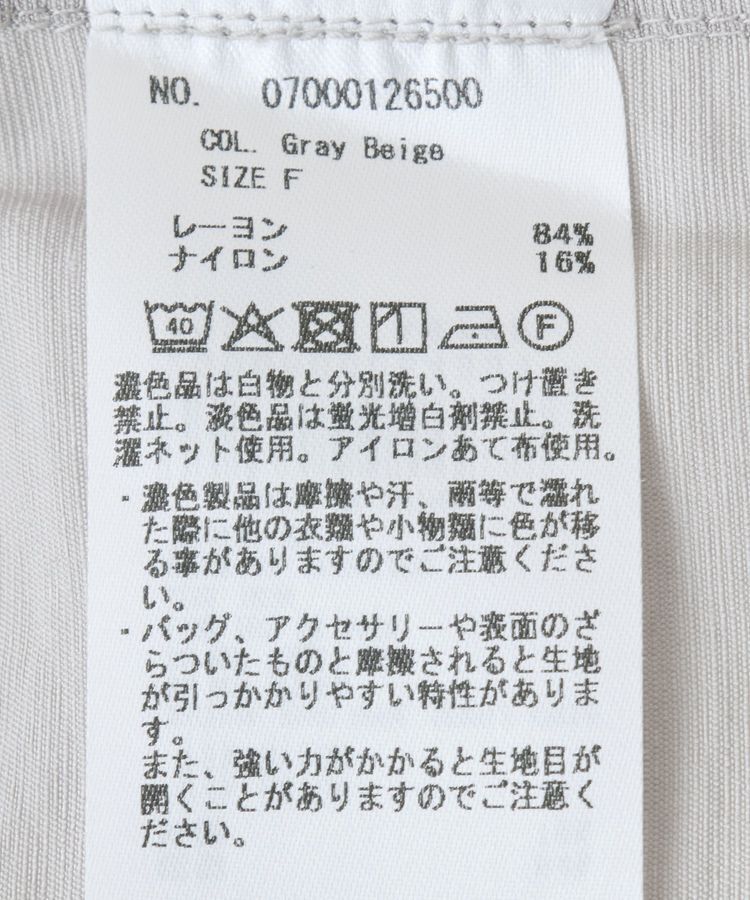 NO. 07000126500
COL. Gray Beige
SIZE F
レーヨン 84%
ナイロン 16%
40 F
濃色品は白物と分別洗い。つけ置き
禁止。淡色品は蛍光増白剤禁止。洗
濯ネット使用。アイロンあて布使用。
・濃色製品は摩擦や汗、雨等で濡れ
た際に他の衣類や小物類に色が移
る事がありますのでご注意くださ
い。
・バッグ、アクセサリーや表面のざ
らついたものと摩擦されると生地
が引っかかりやすい特性がありま
す。
また、強い力がかかると生地目が
開くことがありますのでご注意く
ださい。